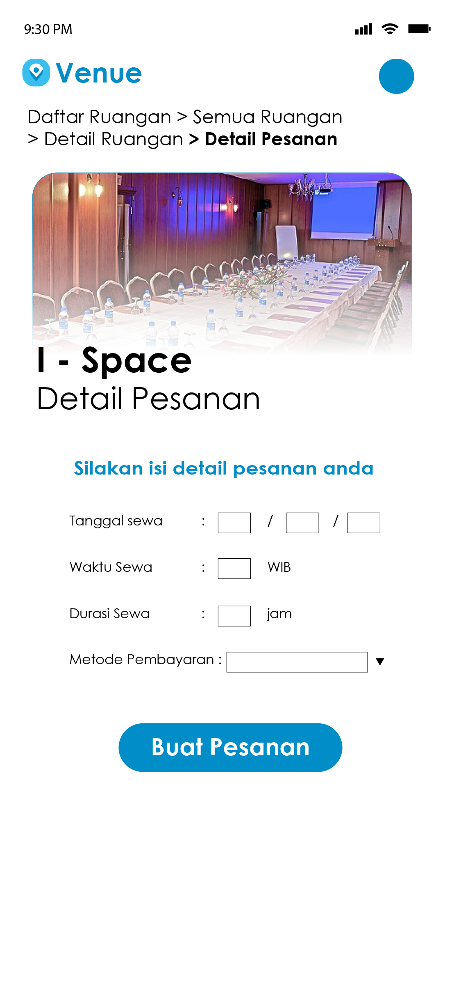 9:30 PM
Venue
Daftar Ruangan > Semua Ruangan
> Detail Ruangan > Detail Pesanan
I - Space
Detail Pesanan
Silakan isi detail pesanan anda
Tanggal sewa : / /
Waktu Sewa : WIB
Durasi Sewa : jam
Metode Pembayaran :
Buat Pesanan